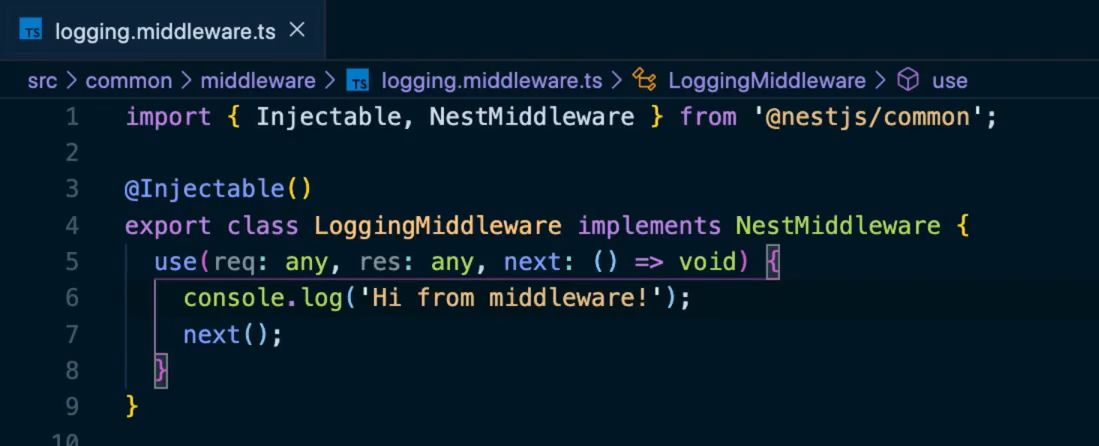 TS logging.middleware.ts ×
src > common > middleware > TS logging.middleware.ts > LoggingMiddleware > use
1 import { Injectable, NestMiddleware } from '@nestjs/common';
2
3 @Injectable()
4 export class LoggingMiddleware implements NestMiddleware {
5   use(req: any, res: any, next: () => void) {
6     console.log('Hi from middleware!');
7     next();
8   }
9 }
10